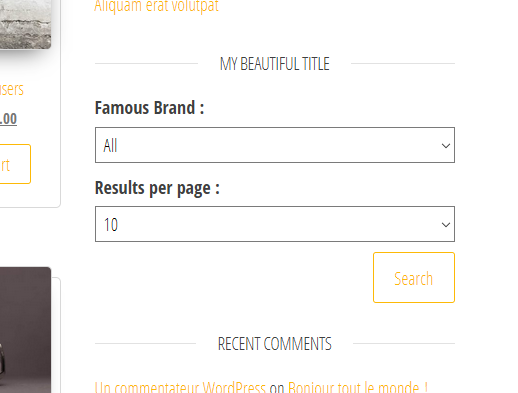 Aliquam erat volutpat
MY BEAUTIFUL TITLE
Famous Brand :
All
Results per page :
10
Search
RECENT COMMENTS
Un commentateur WordPress on Bonjour tout le monde !
.00